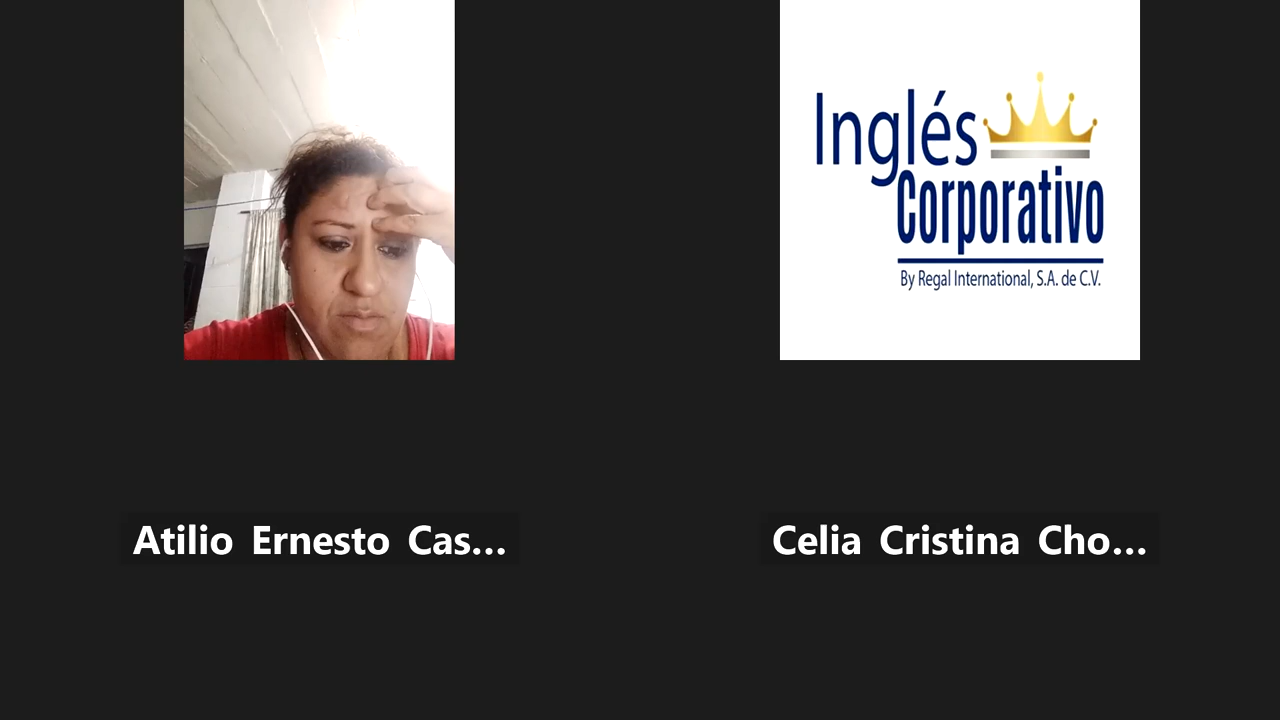 Inglés
Corporativo
By Regal International, S.A. de C.V.
Atilio Ernesto Cas...
Celia Cristina Cho...